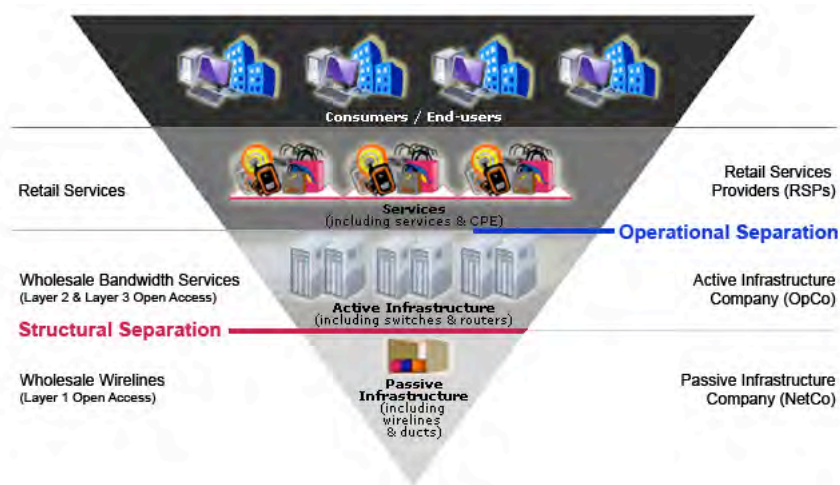 Consumers / End-users
Retail Services
Services
(including services & CPE)
Retail Services
Providers (RSPs)
Operational Separation
Wholesale Bandwidth Services
(Layer 2 & Layer 3 Open Access)
Active Infrastructure
(including switches & routers)
Active Infrastructure
Company (OpCo)
Structural Separation
Wholesale Wirelines
(Layer 1 Open Access)
Passive
Infrastructure
(including
wirelines
& ducts)
Passive Infrastructure
Company (NetCo)